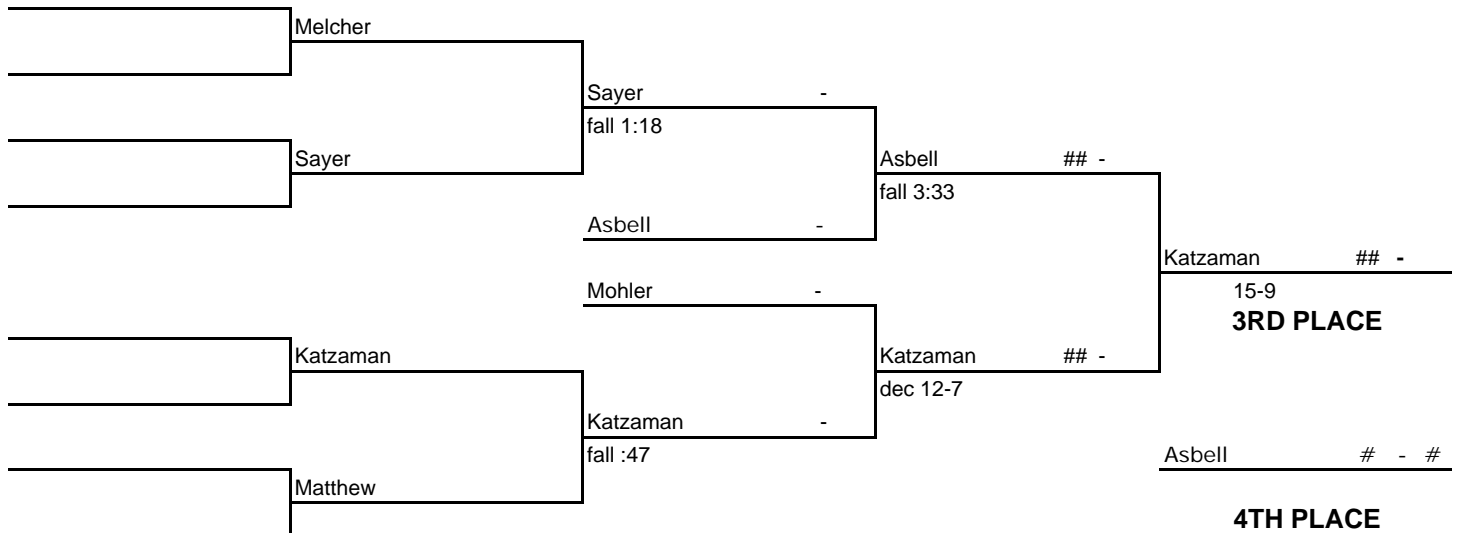 Melcher
Sayer -
fall 1:18
Sayer
Asbell ## -
fall 3:33
Asbell -
Katzaman ## -
15-9
3RD PLACE
Mohler -
Katzaman
Katzaman ## -
dec 12-7
Katzaman -
fall :47
Asbell # - #
Matthew
4TH PLACE